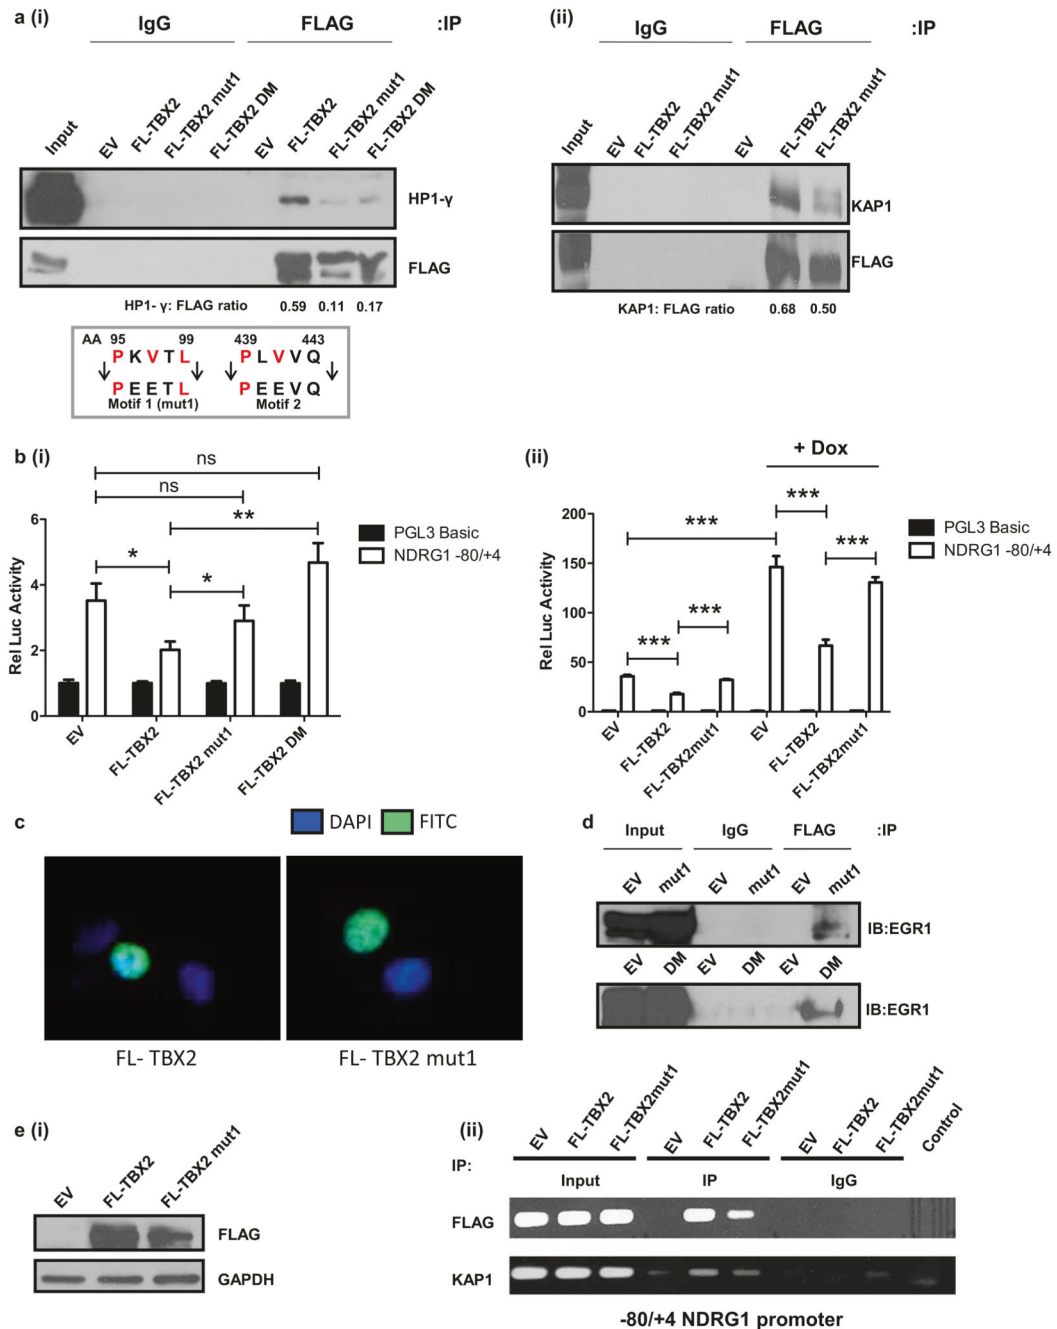 a (i)
IgG
FLAG
:IP
Input
EV
FL-TBX2
FL-TBX2 mut1
FL-TBX2 DM
EV
FL-TBX2
FL-TBX2 mut1
FL-TBX2 DM
HP1-γ
FLAG
HP1- γ: FLAG ratio
0.59 0.11 0.17
AA 95 99 439 443
P K V T L P L V V Q
P E E T L P E E V Q
Motif 1 (mut1) Motif 2
(ii)
IgG
FLAG
:IP
Input
EV
FL-TBX2
FL-TBX2 mut1
EV
FL-TBX2
FL-TBX2 mut1
KAP1
FLAG
KAP1: FLAG ratio
0.68 0.50
b (i)
ns
ns
**
*
*
Rel Luc Activity
6
4
2
0
EV
FL-TBX2
FL-TBX2 mut1
FL-TBX2 DM
PGL3 Basic
NDRG1 -80/+4
(ii)
+ Dox
***
***
***
***
***
Rel Luc Activity
200
150
100
50
0
EV
FL-TBX2
FL-TBX2mut1
EV
FL-TBX2
FL-TBX2mut1
PGL3 Basic
NDRG1 -80/+4
c
DAPI FITC
FL- TBX2
FL- TBX2 mut1
d
Input IgG FLAG :IP
EV mut1 EV mut1 EV mut1
IB:EGR1
EV DM EV DM EV DM
IB:EGR1
e (i)
EV
FL-TBX2
FL-TBX2 mut1
FLAG
GAPDH
(ii)
EV
FL-TBX2
FL-TBX2mut1
EV
FL-TBX2
FL-TBX2mut1
EV
FL-TBX2
FL-TBX2mut1
Control
IP:
Input IP IgG
FLAG
KAP1
-80/+4 NDRG1 promoter